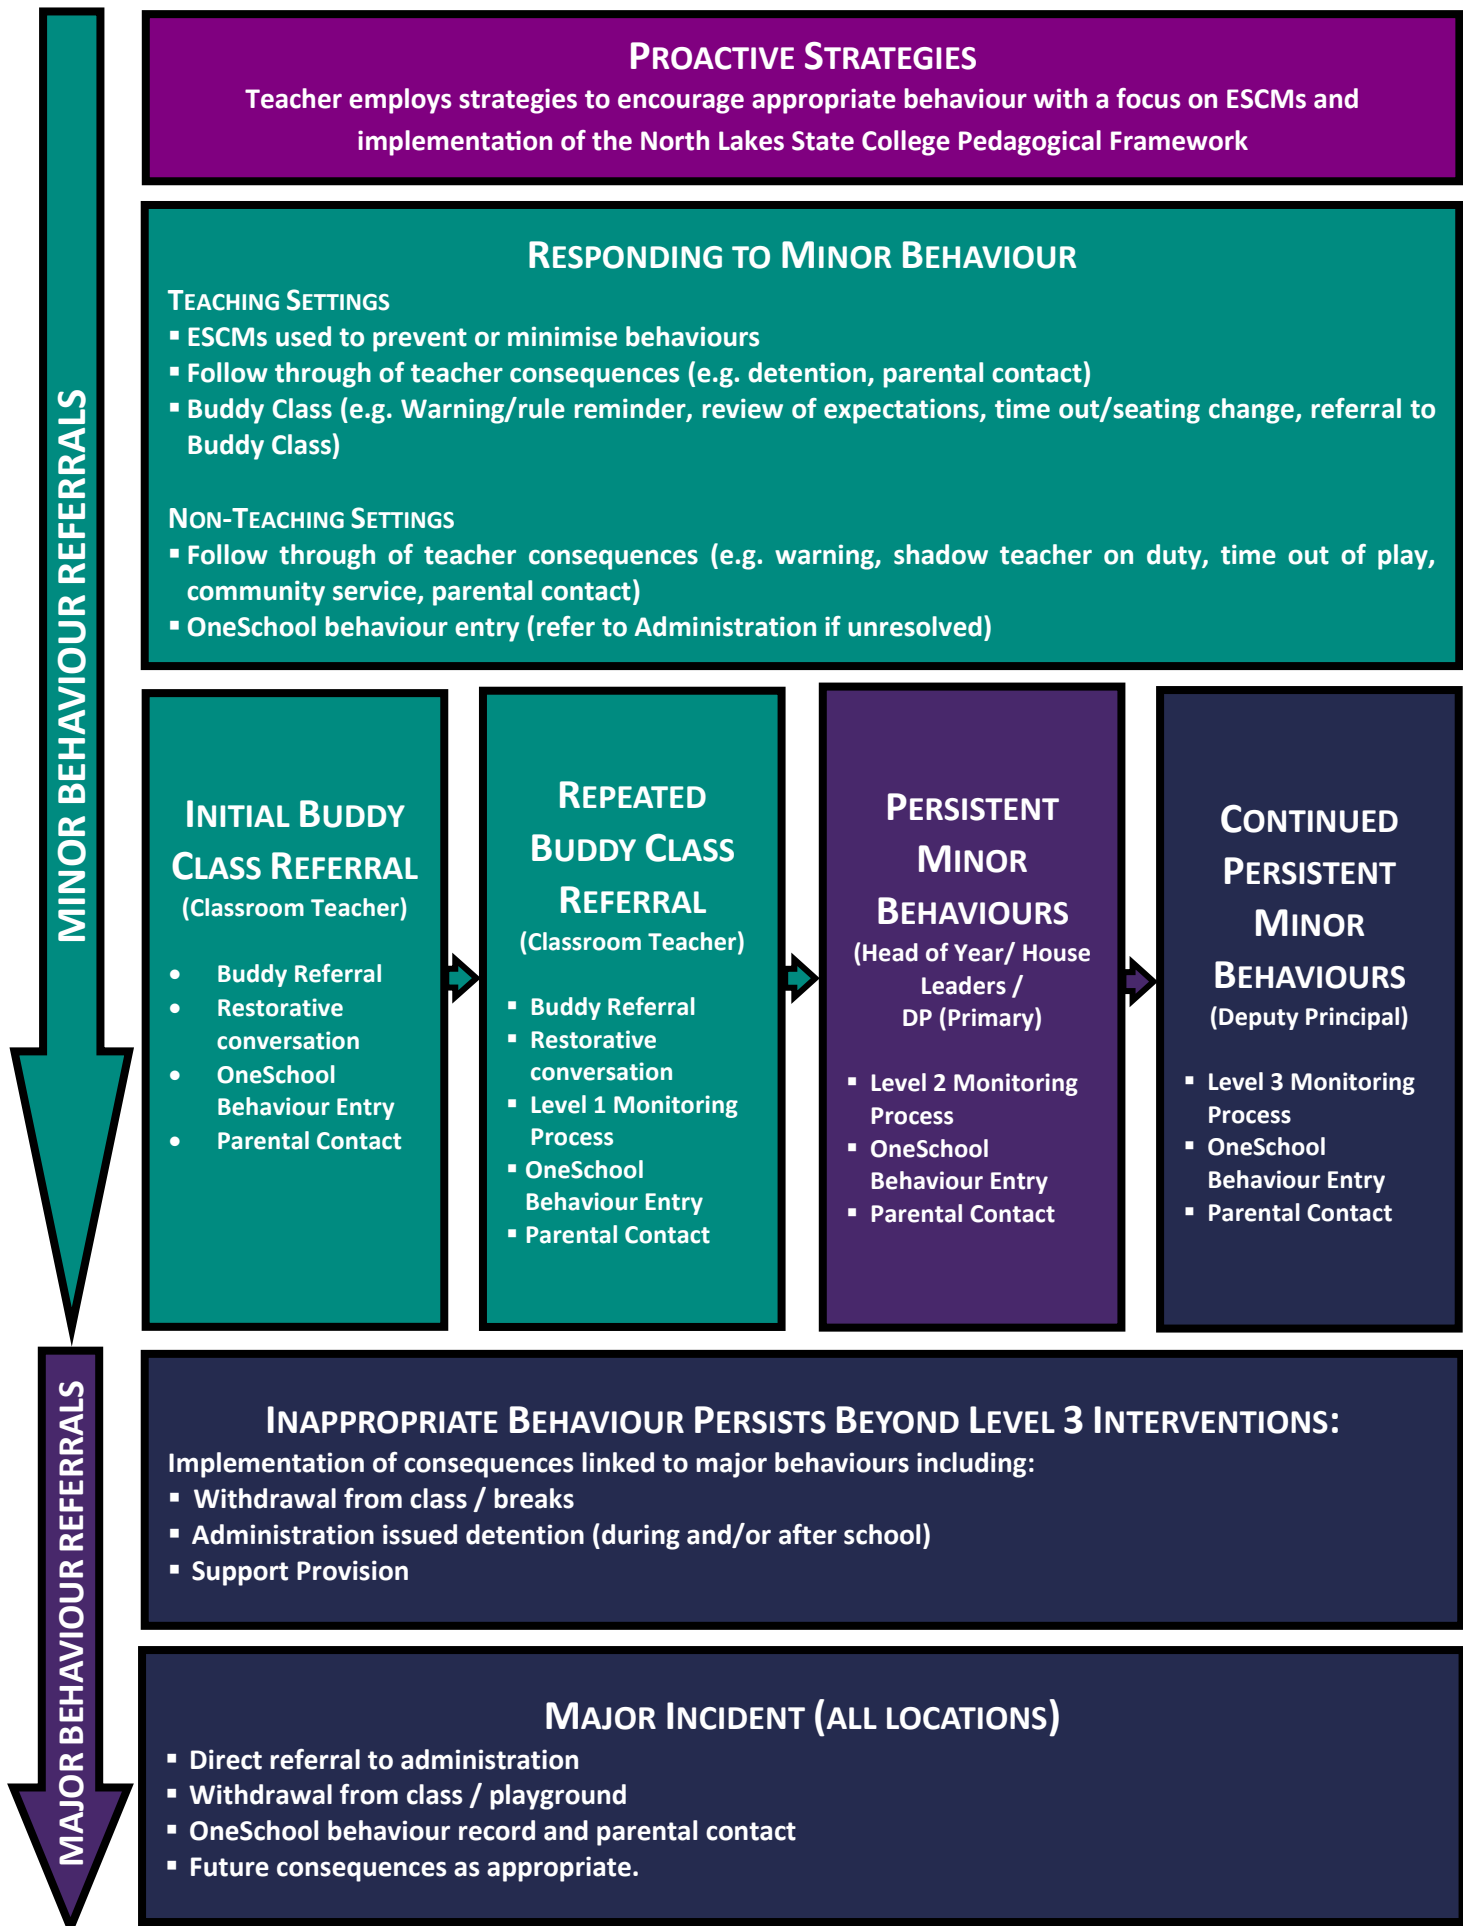 PROACTIVE STRATEGIES
Teacher employs strategies to encourage appropriate behaviour with a focus on ESCMs and
implementation of the North Lakes State College Pedagogical Framework
MINOR BEHAVIOUR REFERRALS
RESPONDING TO MINOR BEHAVIOUR
TEACHING SETTINGS
▪ ESCMs used to prevent or minimise behaviours
▪ Follow through of teacher consequences (e.g. detention, parental contact)
▪ Buddy Class (e.g. Warning/rule reminder, review of expectations, time out/seating change, referral to
Buddy Class)
NON-TEACHING SETTINGS
▪ Follow through of teacher consequences (e.g. warning, shadow teacher on duty, time out of play,
community service, parental contact)
▪ OneSchool behaviour entry (refer to Administration if unresolved)
INITIAL BUDDY
CLASS REFERRAL
(Classroom Teacher)
• Buddy Referral
• Restorative
conversation
• OneSchool
Behaviour Entry
• Parental Contact
REPEATED
BUDDY CLASS
REFERRAL
(Classroom Teacher)
▪ Buddy Referral
▪ Restorative
conversation
▪ Level 1 Monitoring
Process
▪ OneSchool
Behaviour Entry
▪ Parental Contact
PERSISTENT
MINOR
BEHAVIOURS
(Head of Year/ House
Leaders /
DP (Primary)
▪ Level 2 Monitoring
Process
▪ OneSchool
Behaviour Entry
▪ Parental Contact
CONTINUED
PERSISTENT
MINOR
BEHAVIOURS
(Deputy Principal)
▪ Level 3 Monitoring
Process
▪ OneSchool
Behaviour Entry
▪ Parental Contact
MAJOR BEHAVIOUR REFERRALS
INAPPROPRIATE BEHAVIOUR PERSISTS BEYOND LEVEL 3 INTERVENTIONS:
Implementation of consequences linked to major behaviours including:
▪ Withdrawal from class / breaks
▪ Administration issued detention (during and/or after school)
▪ Support Provision
MAJOR INCIDENT (ALL LOCATIONS)
▪ Direct referral to administration
▪ Withdrawal from class / playground
▪ OneSchool behaviour record and parental contact
▪ Future consequences as appropriate.